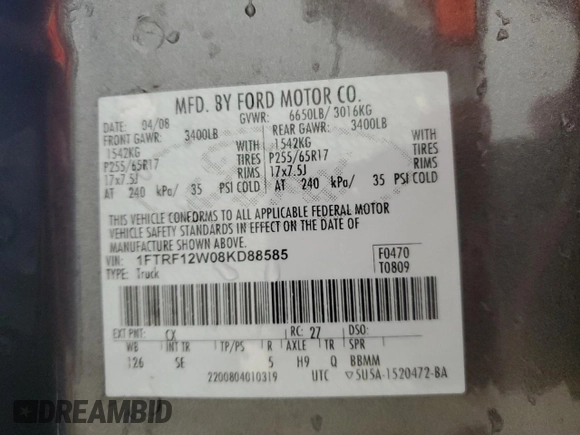 MFD. BY FORD MOTOR CO.
DATE: 04/08 GVWR: 6650LB/ 3016KG
FRONT GAWR: 3400LB REAR GAWR: 3400LB
1542KG WITH 1542KG WITH
P255/65R17 TIRES P255/65R17 TIRES
17x7.5J RIMS 17x7.5J RIMS
AT 240 kPa/ 35 PSI COLD AT 240 kPa/ 35 PSI COLD
THIS VEHICLE CONFORMS TO ALL APPLICABLE FEDERAL MOTOR
VEHICLE SAFETY STANDARDS IN EFFECT ON THE DATE OF
MANUFACTURE SHOWN ABOVE.
VIN: 1FTRF12W08KD88585 F0470
TYPE: Truck T0809
EXT PNT: CX RC: 27 DSO:
WB INT TR TP/PS R AXLE TR SPR
126 SE 5 H9 Q BBMM
2200804010319 UTC ▽5U5A-1520472-BA
DREAMBID